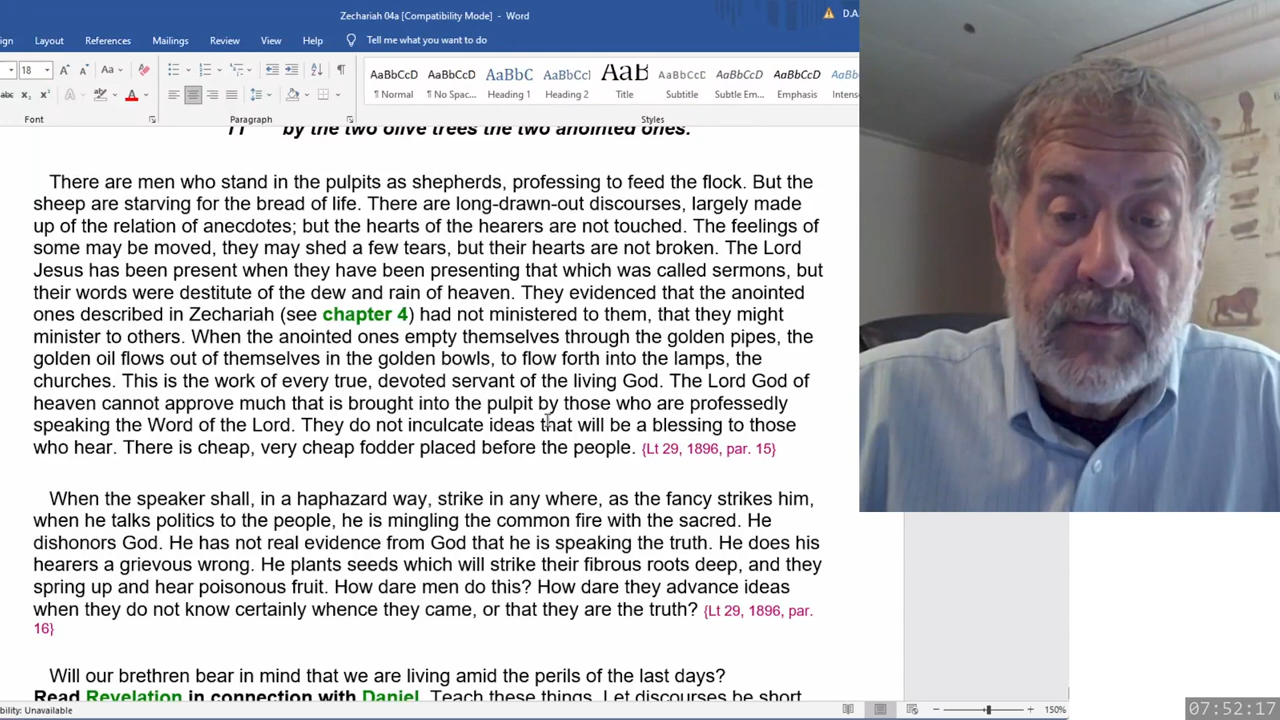 Zechariah 04a [Compatibility Mode] - Word
D.A.
ign Layout References Mailings Review View Help Tell me what you want to do
18
AaBbCcD AaBbCcD AaBbC AaBbCcl AaB AaBbCcD AaBbCcD AaBbCcD AaBb
¶ Normal ¶ No Spac... Heading 1 Heading 2 Title Subtitle Subtle Em... Emphasis Intens
Font Paragraph Styles
11 by the two olive trees the two anointed ones.
There are men who stand in the pulpits as shepherds, professing to feed the flock. But the
sheep are starving for the bread of life. There are long-drawn-out discourses, largely made
up of the relation of anecdotes; but the hearts of the hearers are not touched. The feelings of
some may be moved, they may shed a few tears, but their hearts are not broken. The Lord
Jesus has been present when they have been presenting that which was called sermons, but
their words were destitute of the dew and rain of heaven. They evidenced that the anointed
ones described in Zechariah (see chapter 4) had not ministered to them, that they might
minister to others. When the anointed ones empty themselves through the golden pipes, the
golden oil flows out of themselves in the golden bowls, to flow forth into the lamps, the
churches. This is the work of every true, devoted servant of the living God. The Lord God of
heaven cannot approve much that is brought into the pulpit by those who are professedly
speaking the Word of the Lord. They do not inculcate ideas that will be a blessing to those
who hear. There is cheap, very cheap fodder placed before the people. {Lt 29, 1896, par. 15}
When the speaker shall, in a haphazard way, strike in any where, as the fancy strikes him,
when he talks politics to the people, he is mingling the common fire with the sacred. He
dishonors God. He has not real evidence from God that he is speaking the truth. He does his
hearers a grievous wrong. He plants seeds which will strike their fibrous roots deep, and they
spring up and hear poisonous fruit. How dare men do this? How dare they advance ideas
when they do not know certainly whence they came, or that they are the truth? {Lt 29, 1896, par.
16}
Will our brethren bear in mind that we are living amid the perils of the last days?
Read Revelation in connection with Daniel. Teach these things. Let discourses be short
bility: Unavailable
150%
07:52:17